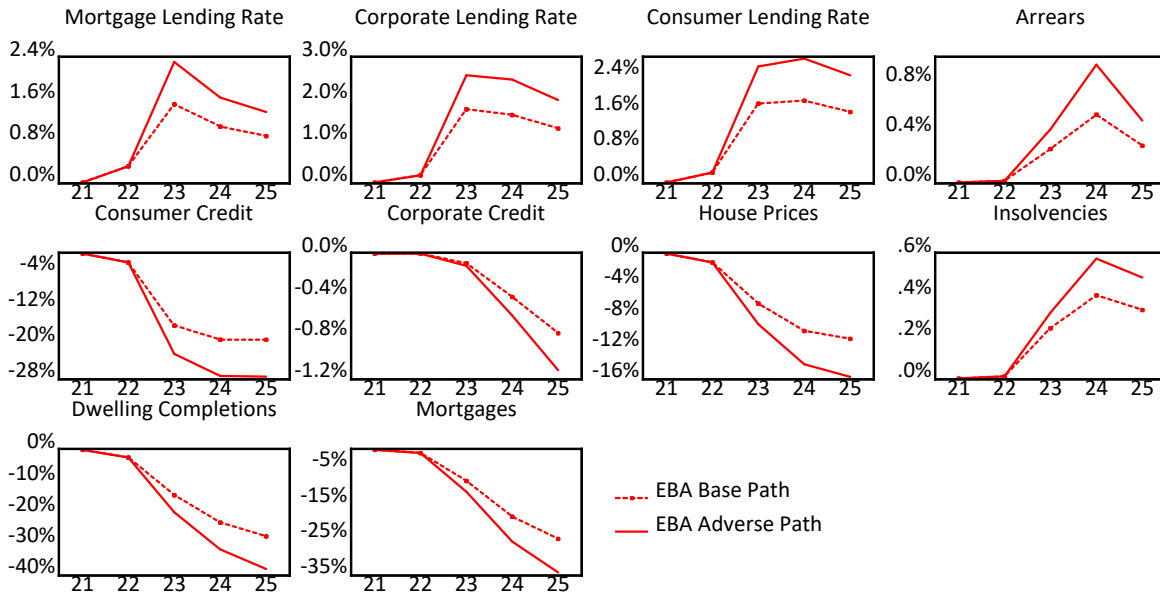 Mortgage Lending Rate
2.4%
1.6%
0.8%
0.0%
21 22 23 24 25
Corporate Lending Rate
3.0%
2.0%
1.0%
0.0%
21 22 23 24 25
Consumer Lending Rate
2.4%
1.6%
0.8%
0.0%
21 22 23 24 25
Arrears
0.8%
0.4%
0.0%
21 22 23 24 25
Consumer Credit
-4%
-12%
-20%
-28%
21 22 23 24 25
Corporate Credit
0.0%
-0.4%
-0.8%
-1.2%
21 22 23 24 25
House Prices
0%
-4%
-8%
-12%
-16%
21 22 23 24 25
Insolvencies
.6%
.4%
.2%
.0%
21 22 23 24 25
Dwelling Completions
0%
-10%
-20%
-30%
-40%
21 22 23 24 25
Mortgages
-5%
-15%
-25%
-35%
21 22 23 24 25
EBA Base Path
EBA Adverse Path